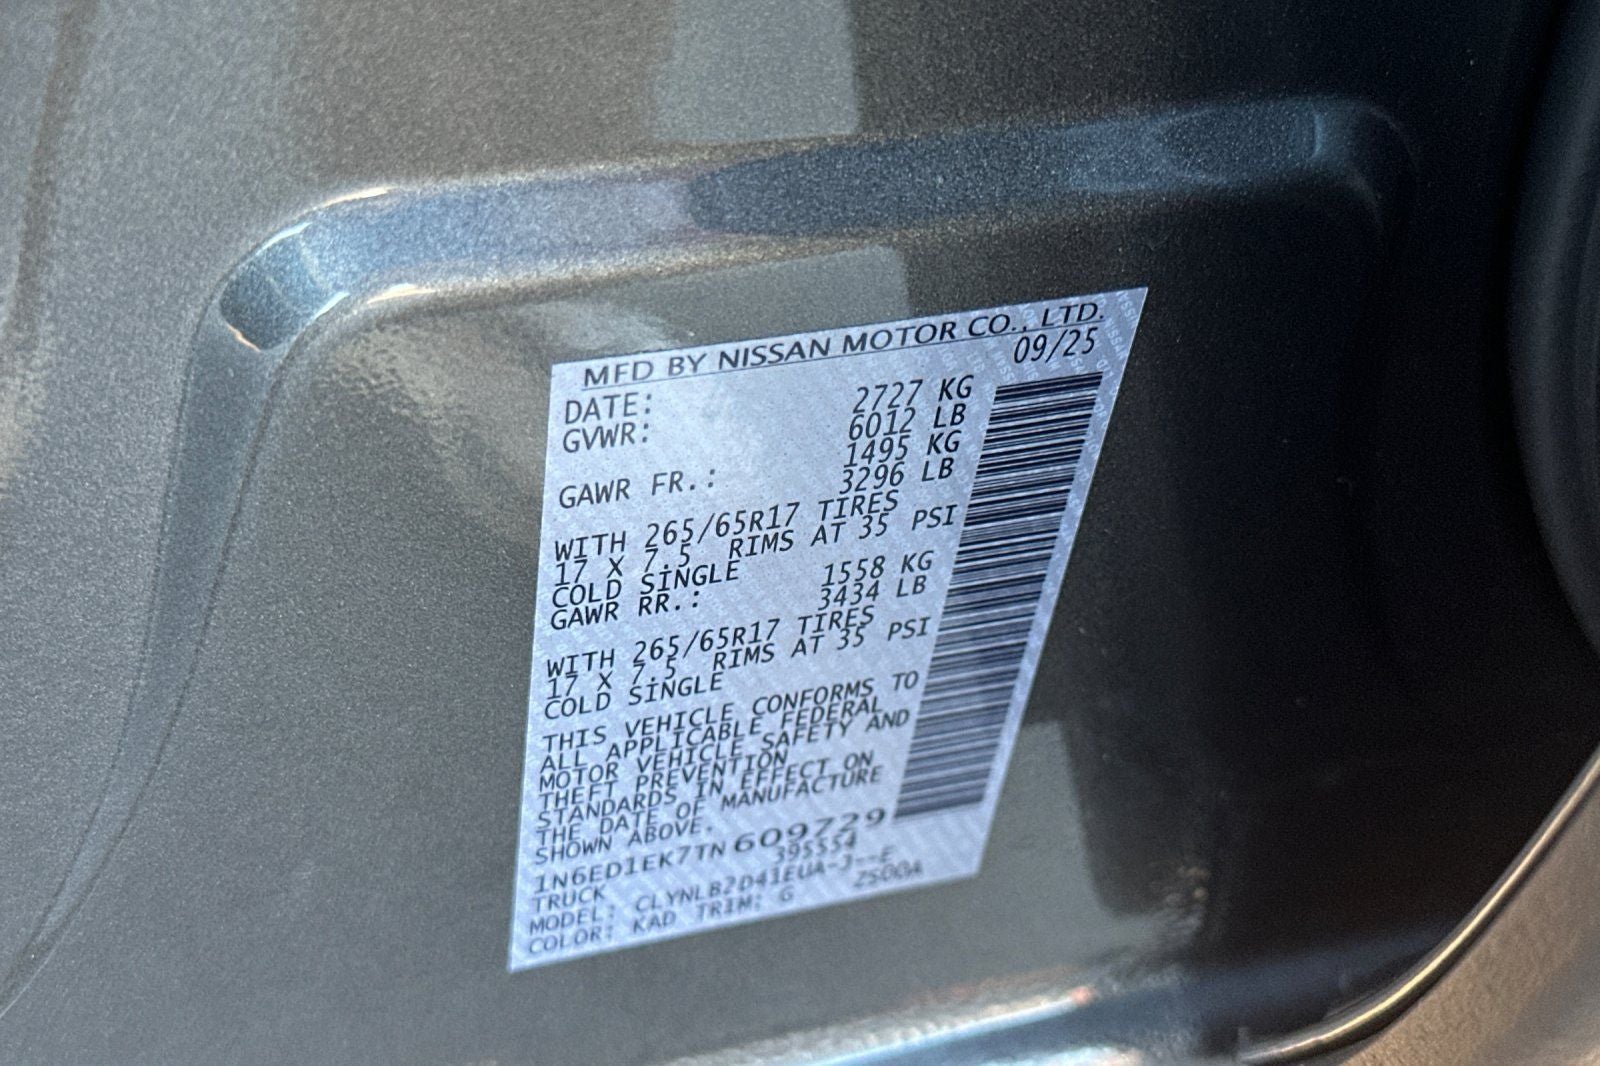 MFD BY NISSAN MOTOR CO., LTD.
DATE: 09/25
GVWR: 2727 KG
6012 LB
GAWR FR.: 1495 KG
3296 LB
WITH 265/65R17 TIRES
17 X 7.5 RIMS AT 35 PSI
COLD SINGLE
GAWR RR.: 1558 KG
3434 LB
WITH 265/65R17 TIRES
17 X 7.5 RIMS AT 35 PSI
COLD SINGLE
THIS VEHICLE CONFORMS TO
ALL APPLICABLE FEDERAL
MOTOR VEHICLE SAFETY AND
THEFT PREVENTION
STANDARDS IN EFFECT ON
THE DATE OF MANUFACTURE
SHOWN ABOVE.
1N6ED1EK7TN609729
TRUCK 395554
MODEL: CLYNLB2D41EUA-J--E
COLOR: KAD TRIM: G Z500A